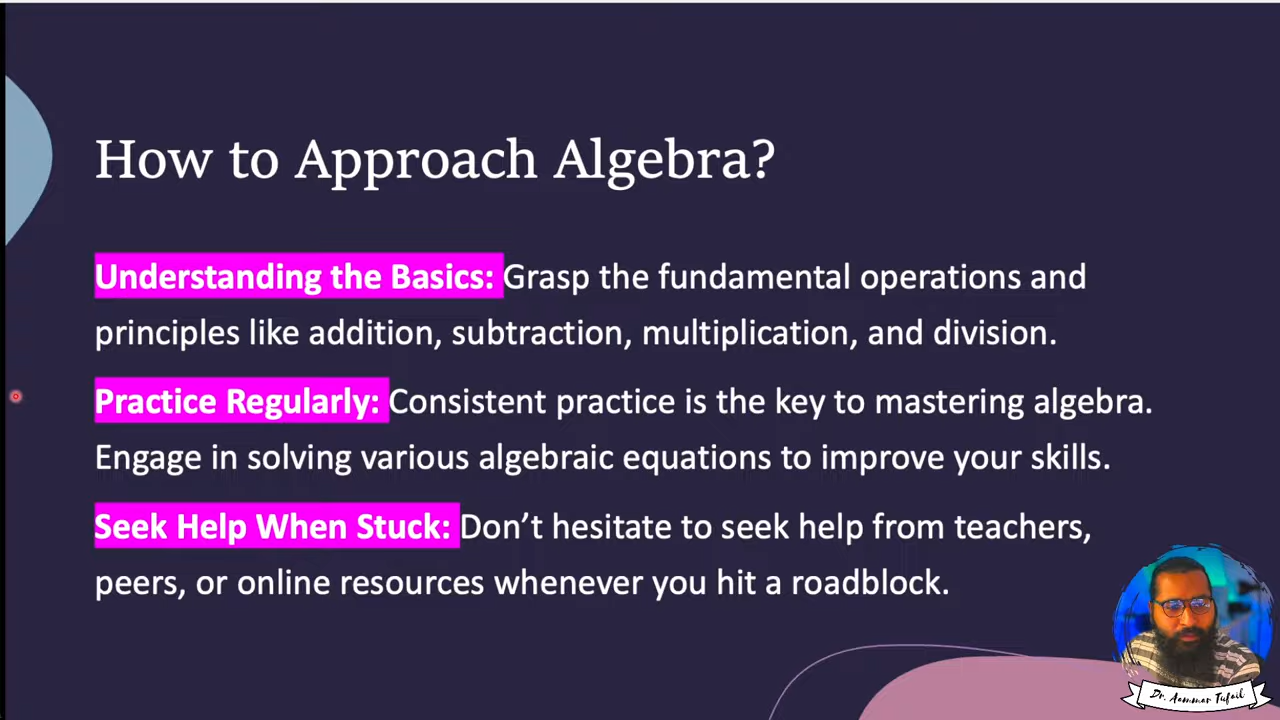 How to Approach Algebra?
Understanding the Basics: Grasp the fundamental operations and
principles like addition, subtraction, multiplication, and division.
Practice Regularly: Consistent practice is the key to mastering algebra.
Engage in solving various algebraic equations to improve your skills.
Seek Help When Stuck: Don’t hesitate to seek help from teachers,
peers, or online resources whenever you hit a roadblock.
Dr. Aammar Tufail